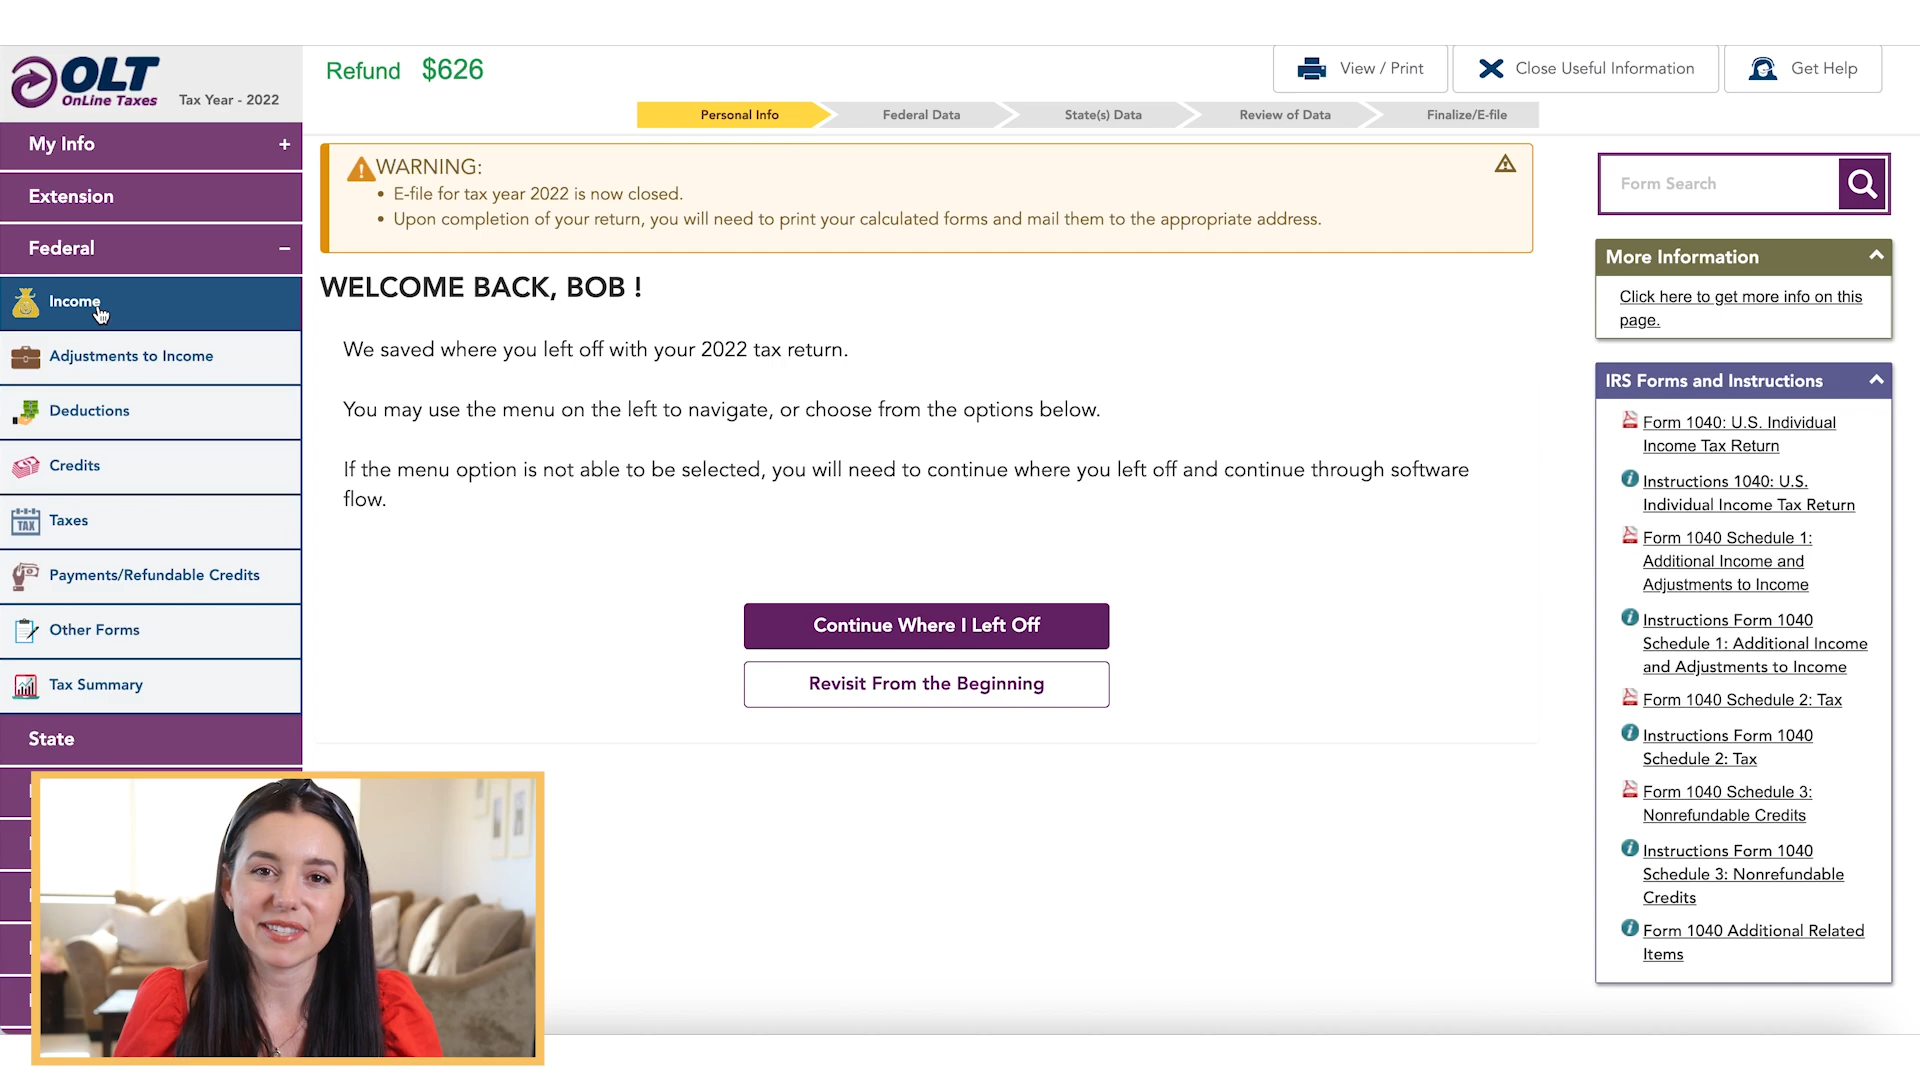 OLT
OnLine Taxes
Tax Year - 2022
Refund $626
View / Print
Close Useful Information
Get Help
Personal Info
Federal Data
State(s) Data
Review of Data
Finalize/E-file
My Info +
Extension
Federal −
Income
Adjustments to Income
Deductions
Credits
TAX
Taxes
Payments/Refundable Credits
Other Forms
Tax Summary
State
WARNING:
• E-file for tax year 2022 is now closed.
• Upon completion of your return, you will need to print your calculated forms and mail them to the appropriate address.
WELCOME BACK, BOB !
We saved where you left off with your 2022 tax return.
You may use the menu on the left to navigate, or choose from the options below.
If the menu option is not able to be selected, you will need to continue where you left off and continue through software
flow.
Continue Where I Left Off
Revisit From the Beginning
Form Search
More Information
Click here to get more info on this
page.
IRS Forms and Instructions
Form 1040: U.S. Individual
Income Tax Return
Instructions 1040: U.S.
Individual Income Tax Return
Form 1040 Schedule 1:
Additional Income and
Adjustments to Income
Instructions Form 1040
Schedule 1: Additional Income
and Adjustments to Income
Form 1040 Schedule 2: Tax
Instructions Form 1040
Schedule 2: Tax
Form 1040 Schedule 3:
Nonrefundable Credits
Instructions Form 1040
Schedule 3: Nonrefundable
Credits
Form 1040 Additional Related
Items